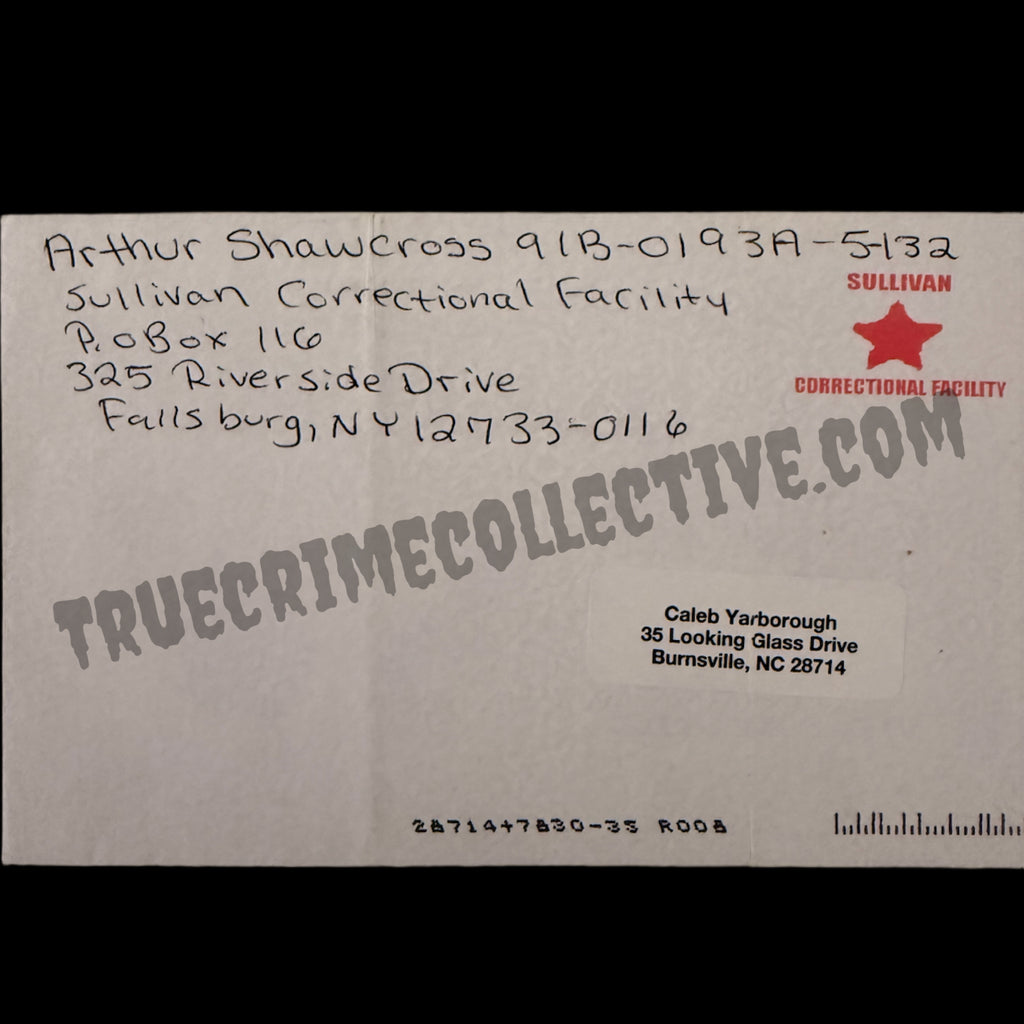 Arthur Shawcross 91B-0193A-5-132
Sullivan Correctional Facility
P.O Box 116
325 Riverside Drive
Fallsburg, NY 12733-0116
SULLIVAN
CORRECTIONAL FACILITY
TRUECRIMECOLLECTIVE.COM
Caleb Yarborough
35 Looking Glass Drive
Burnsville, NC 28714
28714+7830-35 R008